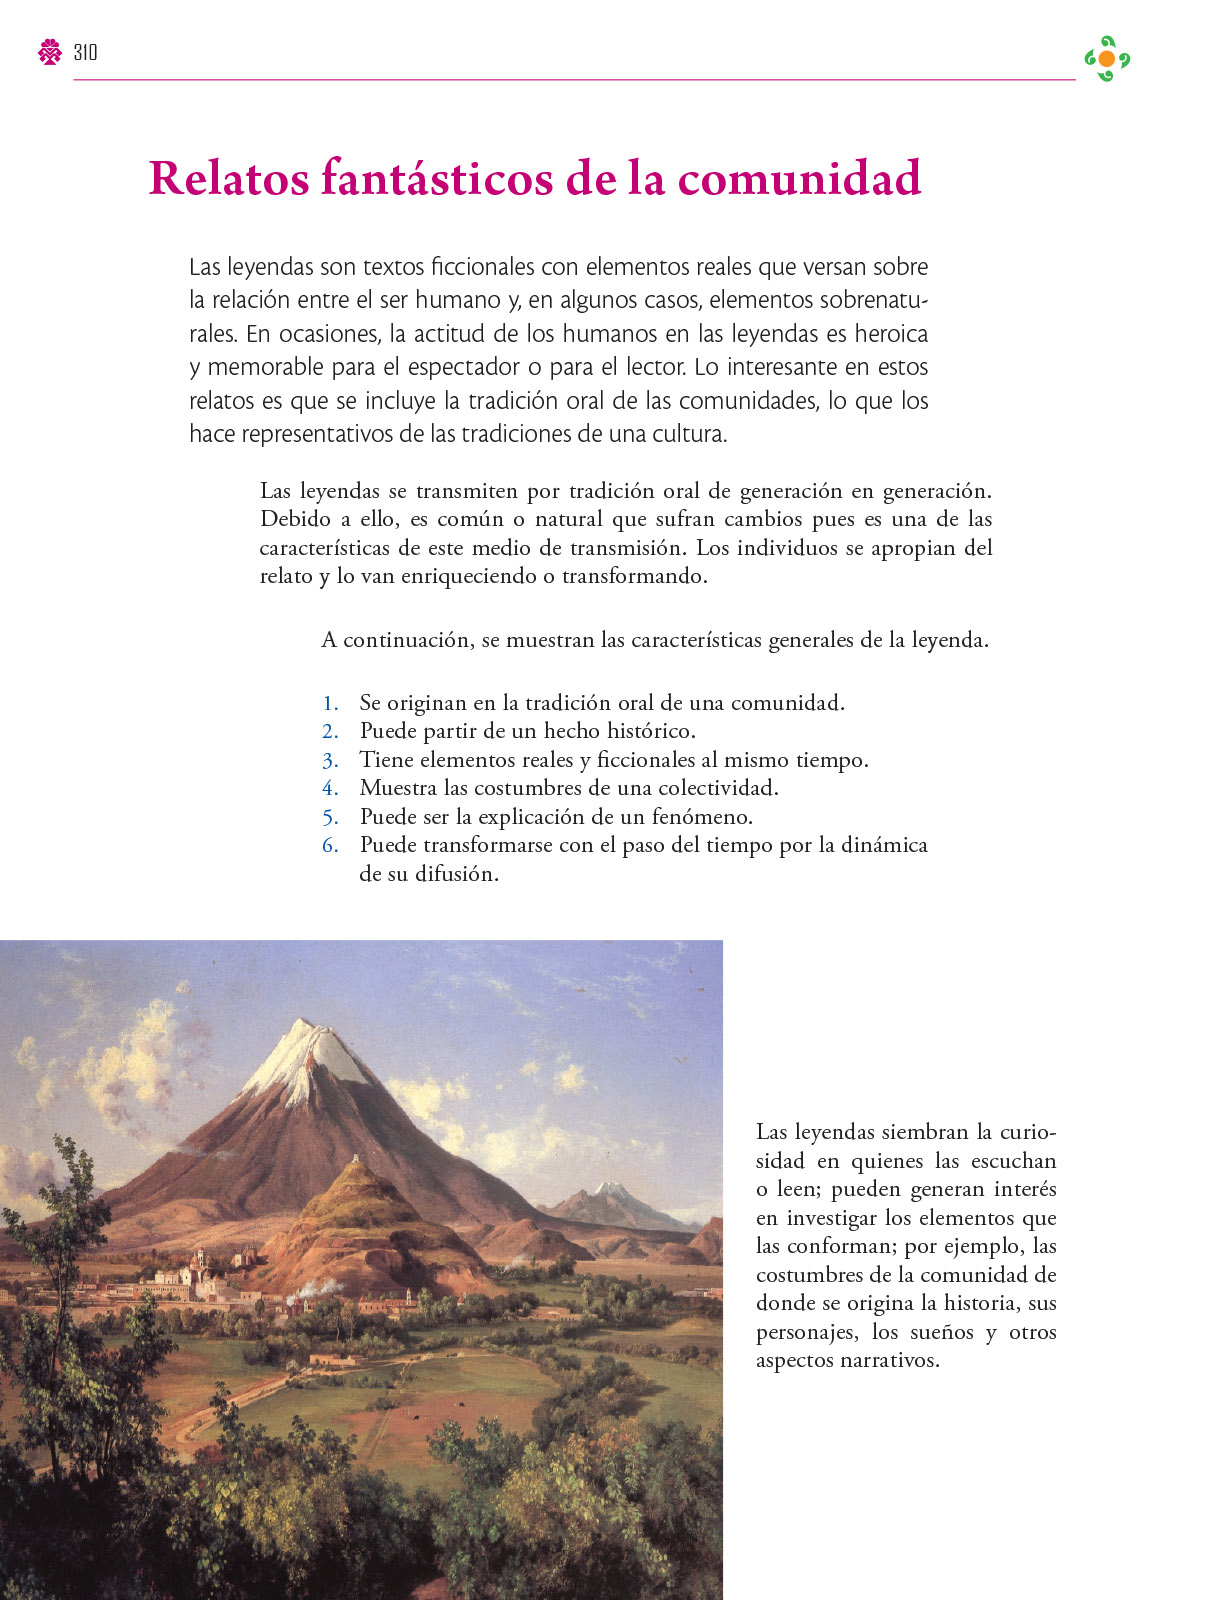 310
Relatos fantásticos de la comunidad
Las leyendas son textos ficcionales con elementos reales que versan sobre
la relación entre el ser humano y, en algunos casos, elementos sobrenatu-
rales. En ocasiones, la actitud de los humanos en las leyendas es heroica
y memorable para el espectador o para el lector. Lo interesante en estos
relatos es que se incluye la tradición oral de las comunidades, lo que los
hace representativos de las tradiciones de una cultura.
Las leyendas se transmiten por tradición oral de generación en generación.
Debido a ello, es común o natural que sufran cambios pues es una de las
características de este medio de transmisión. Los individuos se apropian del
relato y lo van enriqueciendo o transformando.
A continuación, se muestran las características generales de la leyenda.
1. Se originan en la tradición oral de una comunidad.
2. Puede partir de un hecho histórico.
3. Tiene elementos reales y ficcionales al mismo tiempo.
4. Muestra las costumbres de una colectividad.
5. Puede ser la explicación de un fenómeno.
6. Puede transformarse con el paso del tiempo por la dinámica
de su difusión.
Las leyendas siembran la curio-
sidad en quienes las escuchan
o leen; pueden generan interés
en investigar los elementos que
las conforman; por ejemplo, las
costumbres de la comunidad de
donde se origina la historia, sus
personajes, los sueños y otros
aspectos narrativos.